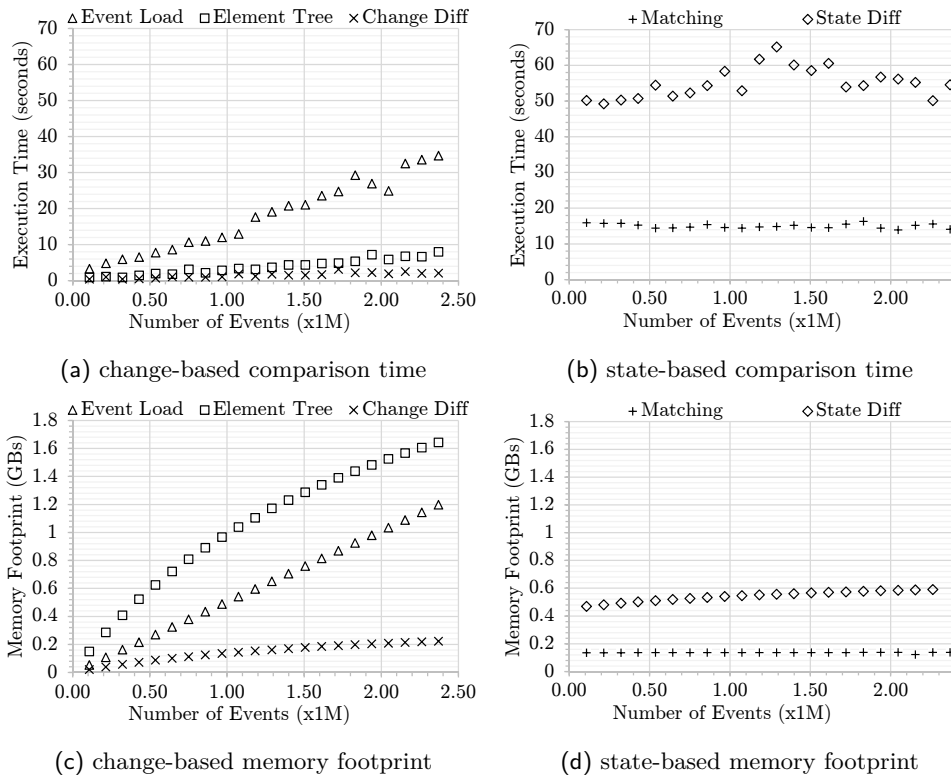 Event Load Element Tree Change Diff
70
60
50
40
30
20
10
0
Execution Time (seconds)
0.00 0.50 1.00 1.50 2.00 2.50
Number of Events (x1M)
(a) change-based comparison time
Matching State Diff
70
60
50
40
30
20
10
0
Execution Time (seconds)
0.00 0.50 1.00 1.50 2.00
Number of Events (x1M)
(b) state-based comparison time
Event Load Element Tree Change Diff
1.8
1.6
1.4
1.2
1
0.8
0.6
0.4
0.2
0
Memory Footprint (GBs)
0.00 0.50 1.00 1.50 2.00 2.50
Number of Events (x1M)
(c) change-based memory footprint
Matching State Diff
1.8
1.6
1.4
1.2
1
0.8
0.6
0.4
0.2
0
Memory Footprint (GBs)
0.00 0.50 1.00 1.50 2.00
Number of Events (x1M)
(d) state-based memory footprint